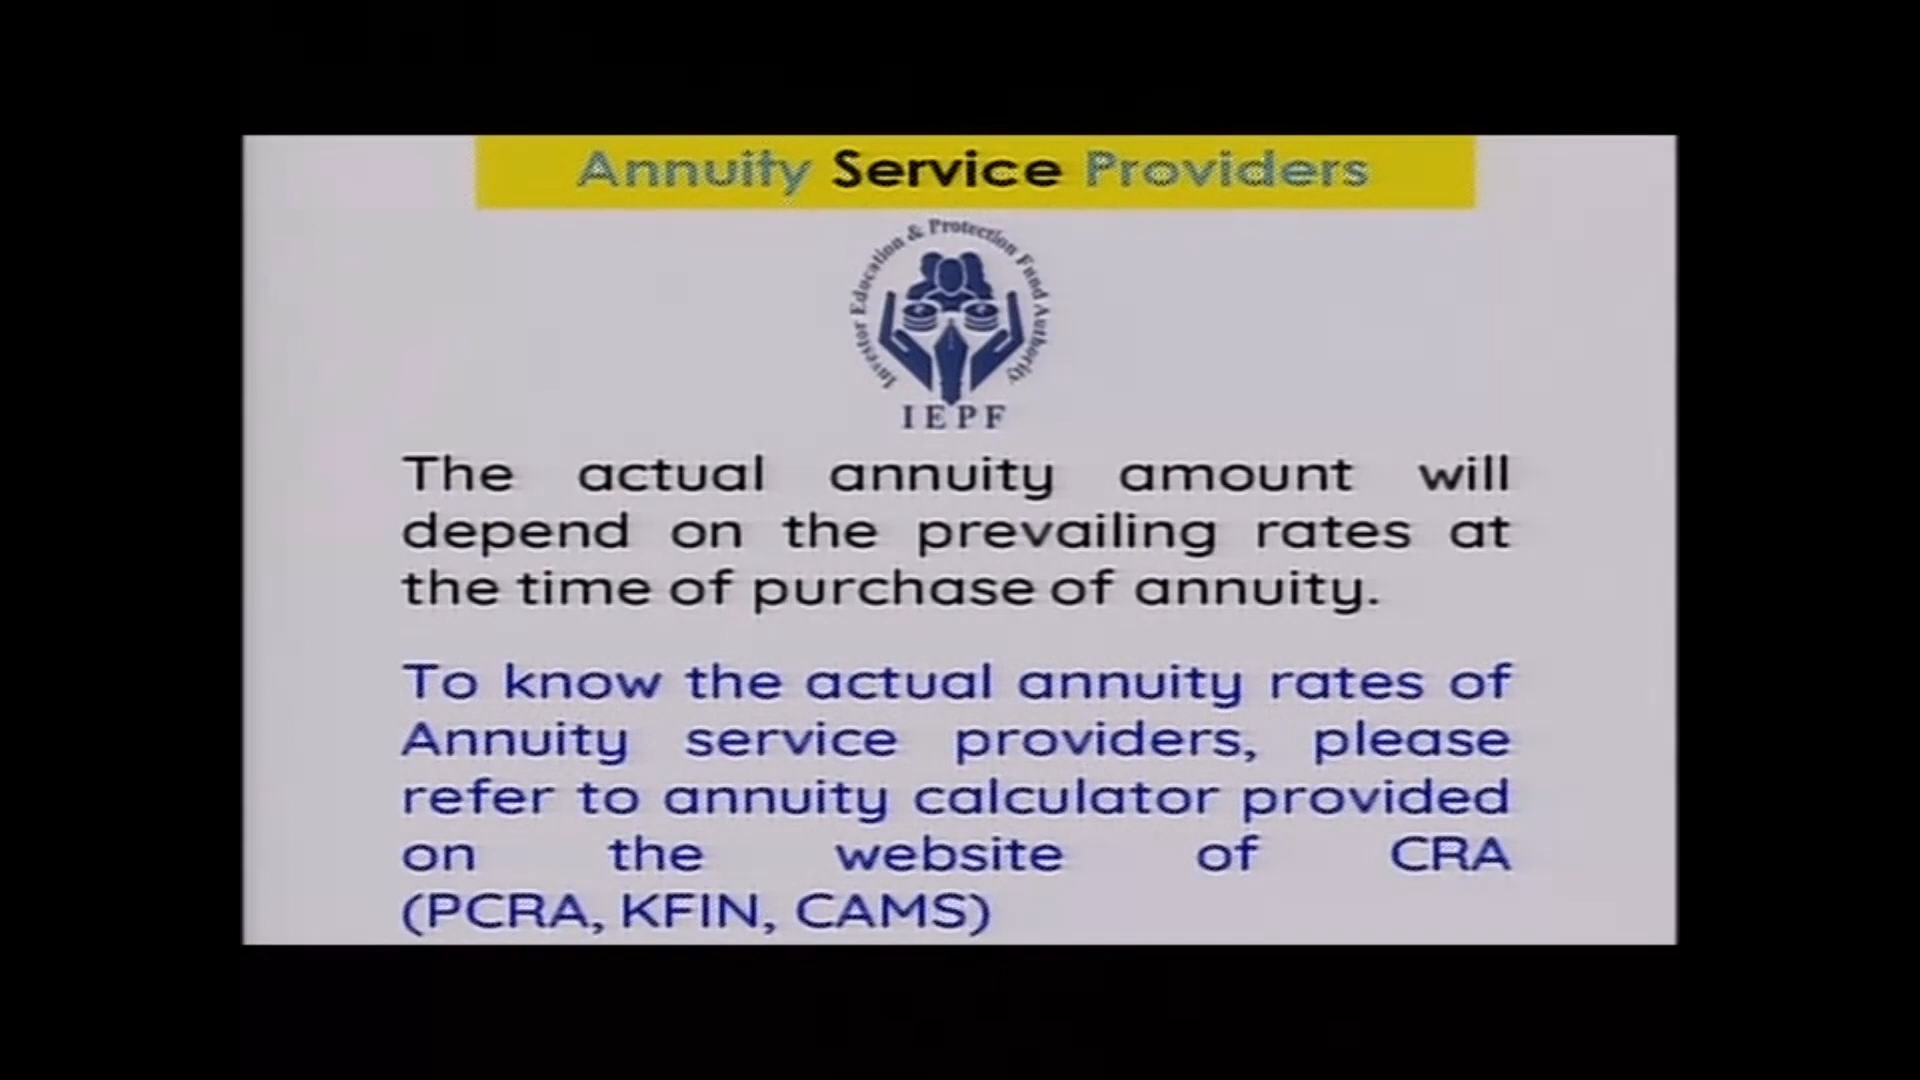 Annuity Service Providers
Investor Education & Protection Fund Authority
IEPF
The actual annuity amount will
depend on the prevailing rates at
the time of purchase of annuity.
To know the actual annuity rates of
Annuity service providers, please
refer to annuity calculator provided
on the website of CRA
(PCRA, KFIN, CAMS)